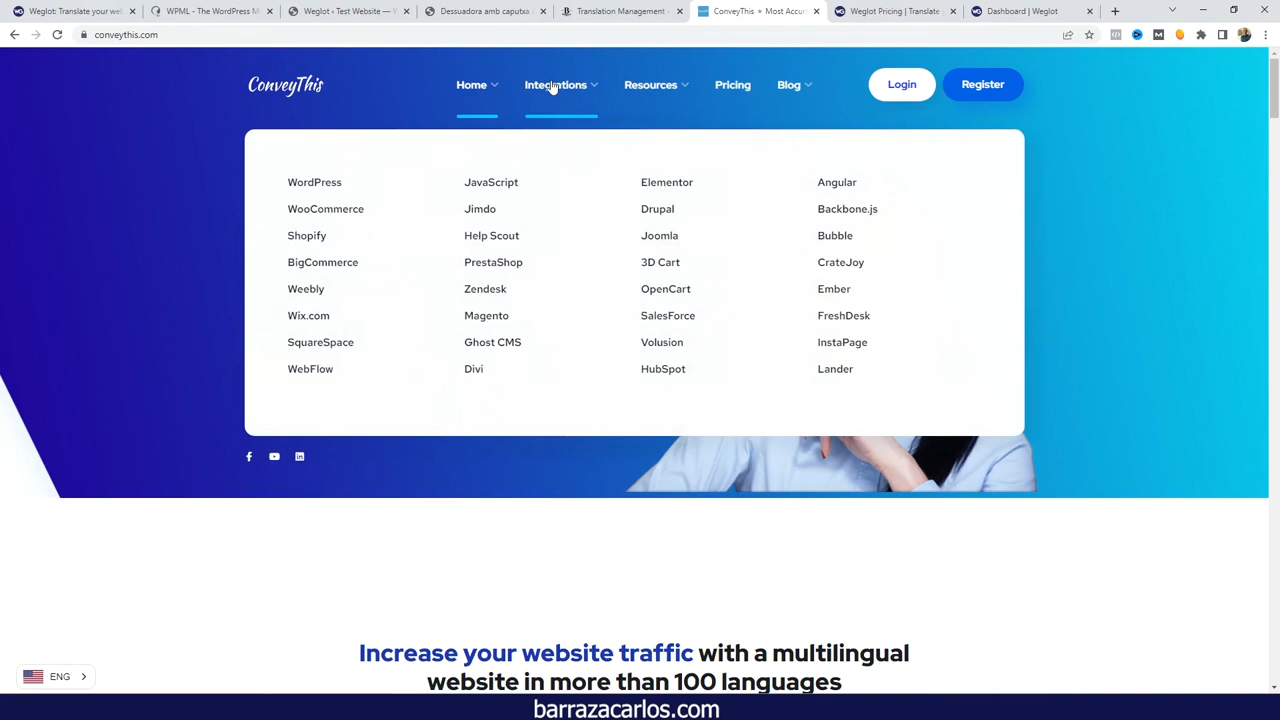 Weglot: Translate your web
WPML - The WordPress M
Weglot ‹ Test Website — W
Dessuadora amb caputxa
Translation Management
ConveyThis ⚬ Most Accur
Weglot Pricing | Translate
Dashboard | Weglot
conveythis.com
ConveyThis
Home
Integrations
Resources
Pricing
Blog
Login
Register
WordPress
WooCommerce
Shopify
BigCommerce
Weebly
Wix.com
SquareSpace
WebFlow
JavaScript
Jimdo
Help Scout
PrestaShop
Zendesk
Magento
Ghost CMS
Divi
Elementor
Drupal
Joomla
3D Cart
OpenCart
SalesForce
Volusion
HubSpot
Angular
Backbone.js
Bubble
CrateJoy
Ember
FreshDesk
InstaPage
Lander
Increase your website traffic with a multilingual
website in more than 100 languages
ENG
barrazacarlos.com